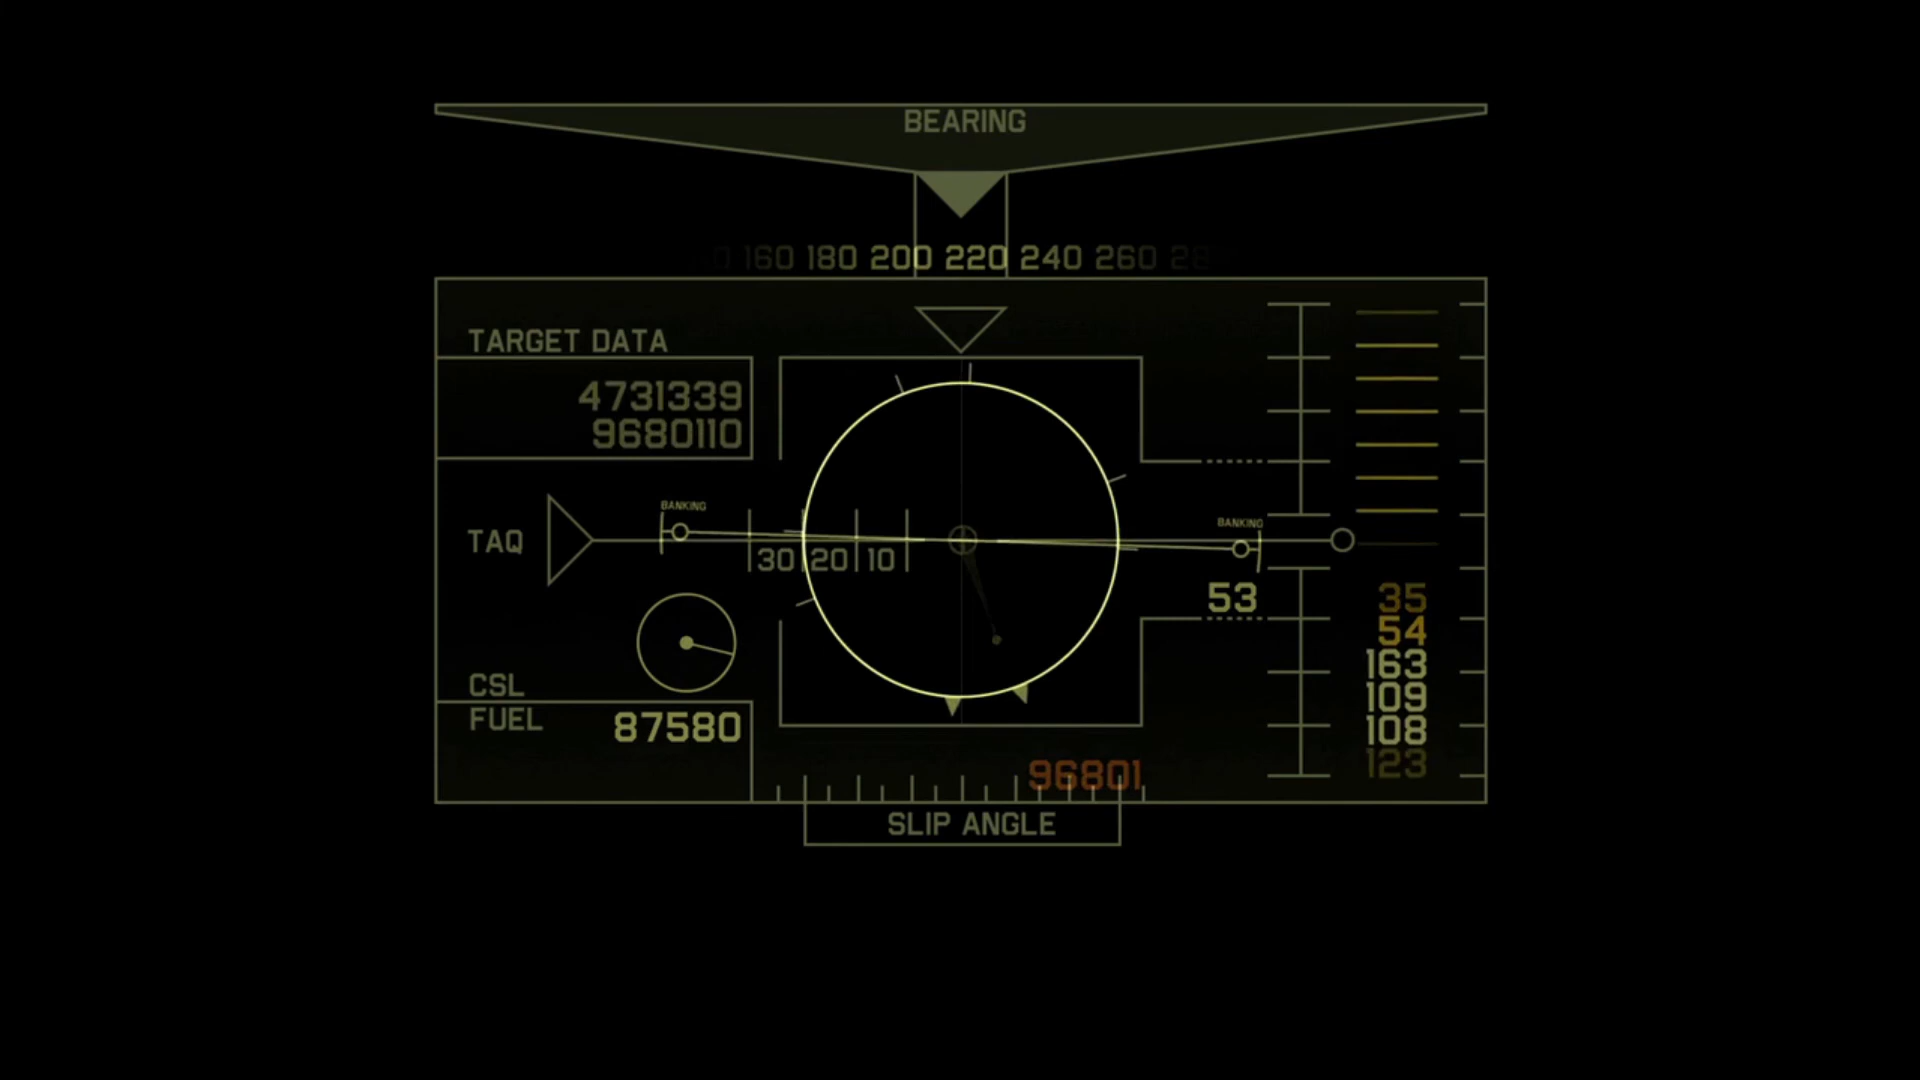 BEARING
160 180 200 220 240 260
TARGET DATA
4731339
9680110
BANKING
BANKING
TAQ
30 20 10
53
35
54
163
109
108
123
CSL
FUEL 87580
96801
SLIP ANGLE